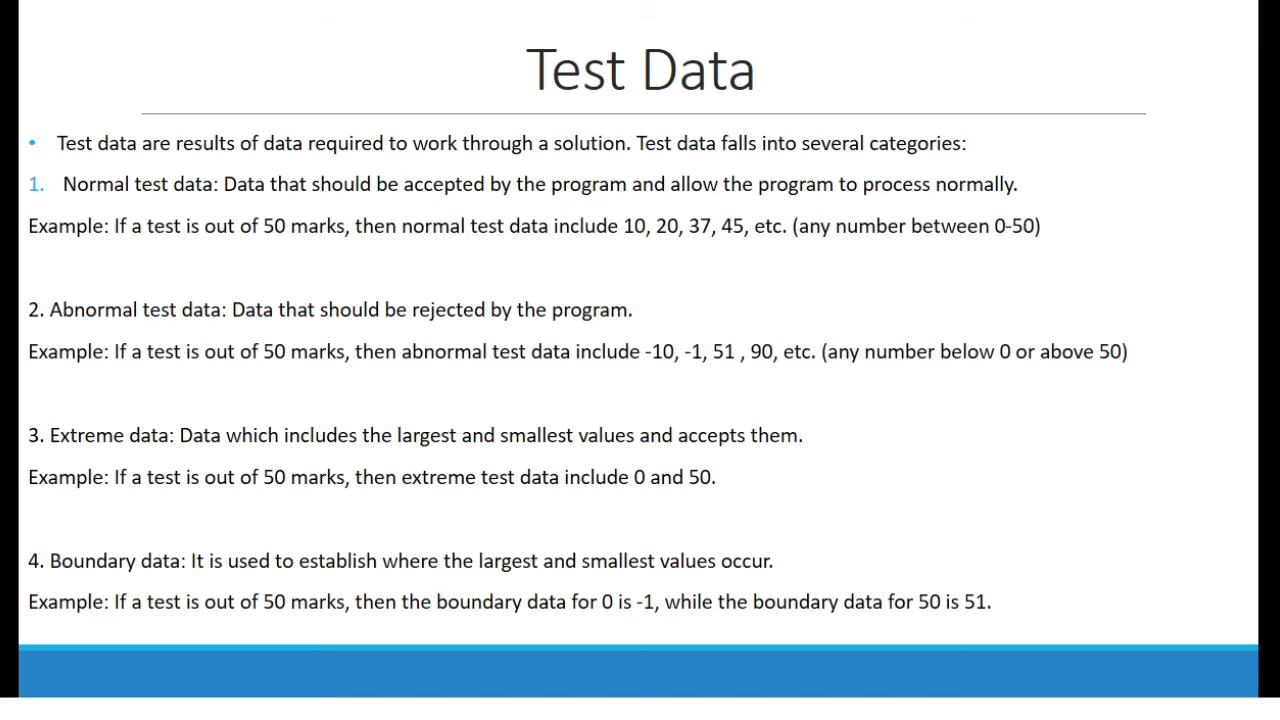 Test Data
• Test data are results of data required to work through a solution. Test data falls into several categories:
1. Normal test data: Data that should be accepted by the program and allow the program to process normally.
Example: If a test is out of 50 marks, then normal test data include 10, 20, 37, 45, etc. (any number between 0-50)
2. Abnormal test data: Data that should be rejected by the program.
Example: If a test is out of 50 marks, then abnormal test data include -10, -1, 51 , 90, etc. (any number below 0 or above 50)
3. Extreme data: Data which includes the largest and smallest values and accepts them.
Example: If a test is out of 50 marks, then extreme test data include 0 and 50.
4. Boundary data: It is used to establish where the largest and smallest values occur.
Example: If a test is out of 50 marks, then the boundary data for 0 is -1, while the boundary data for 50 is 51.